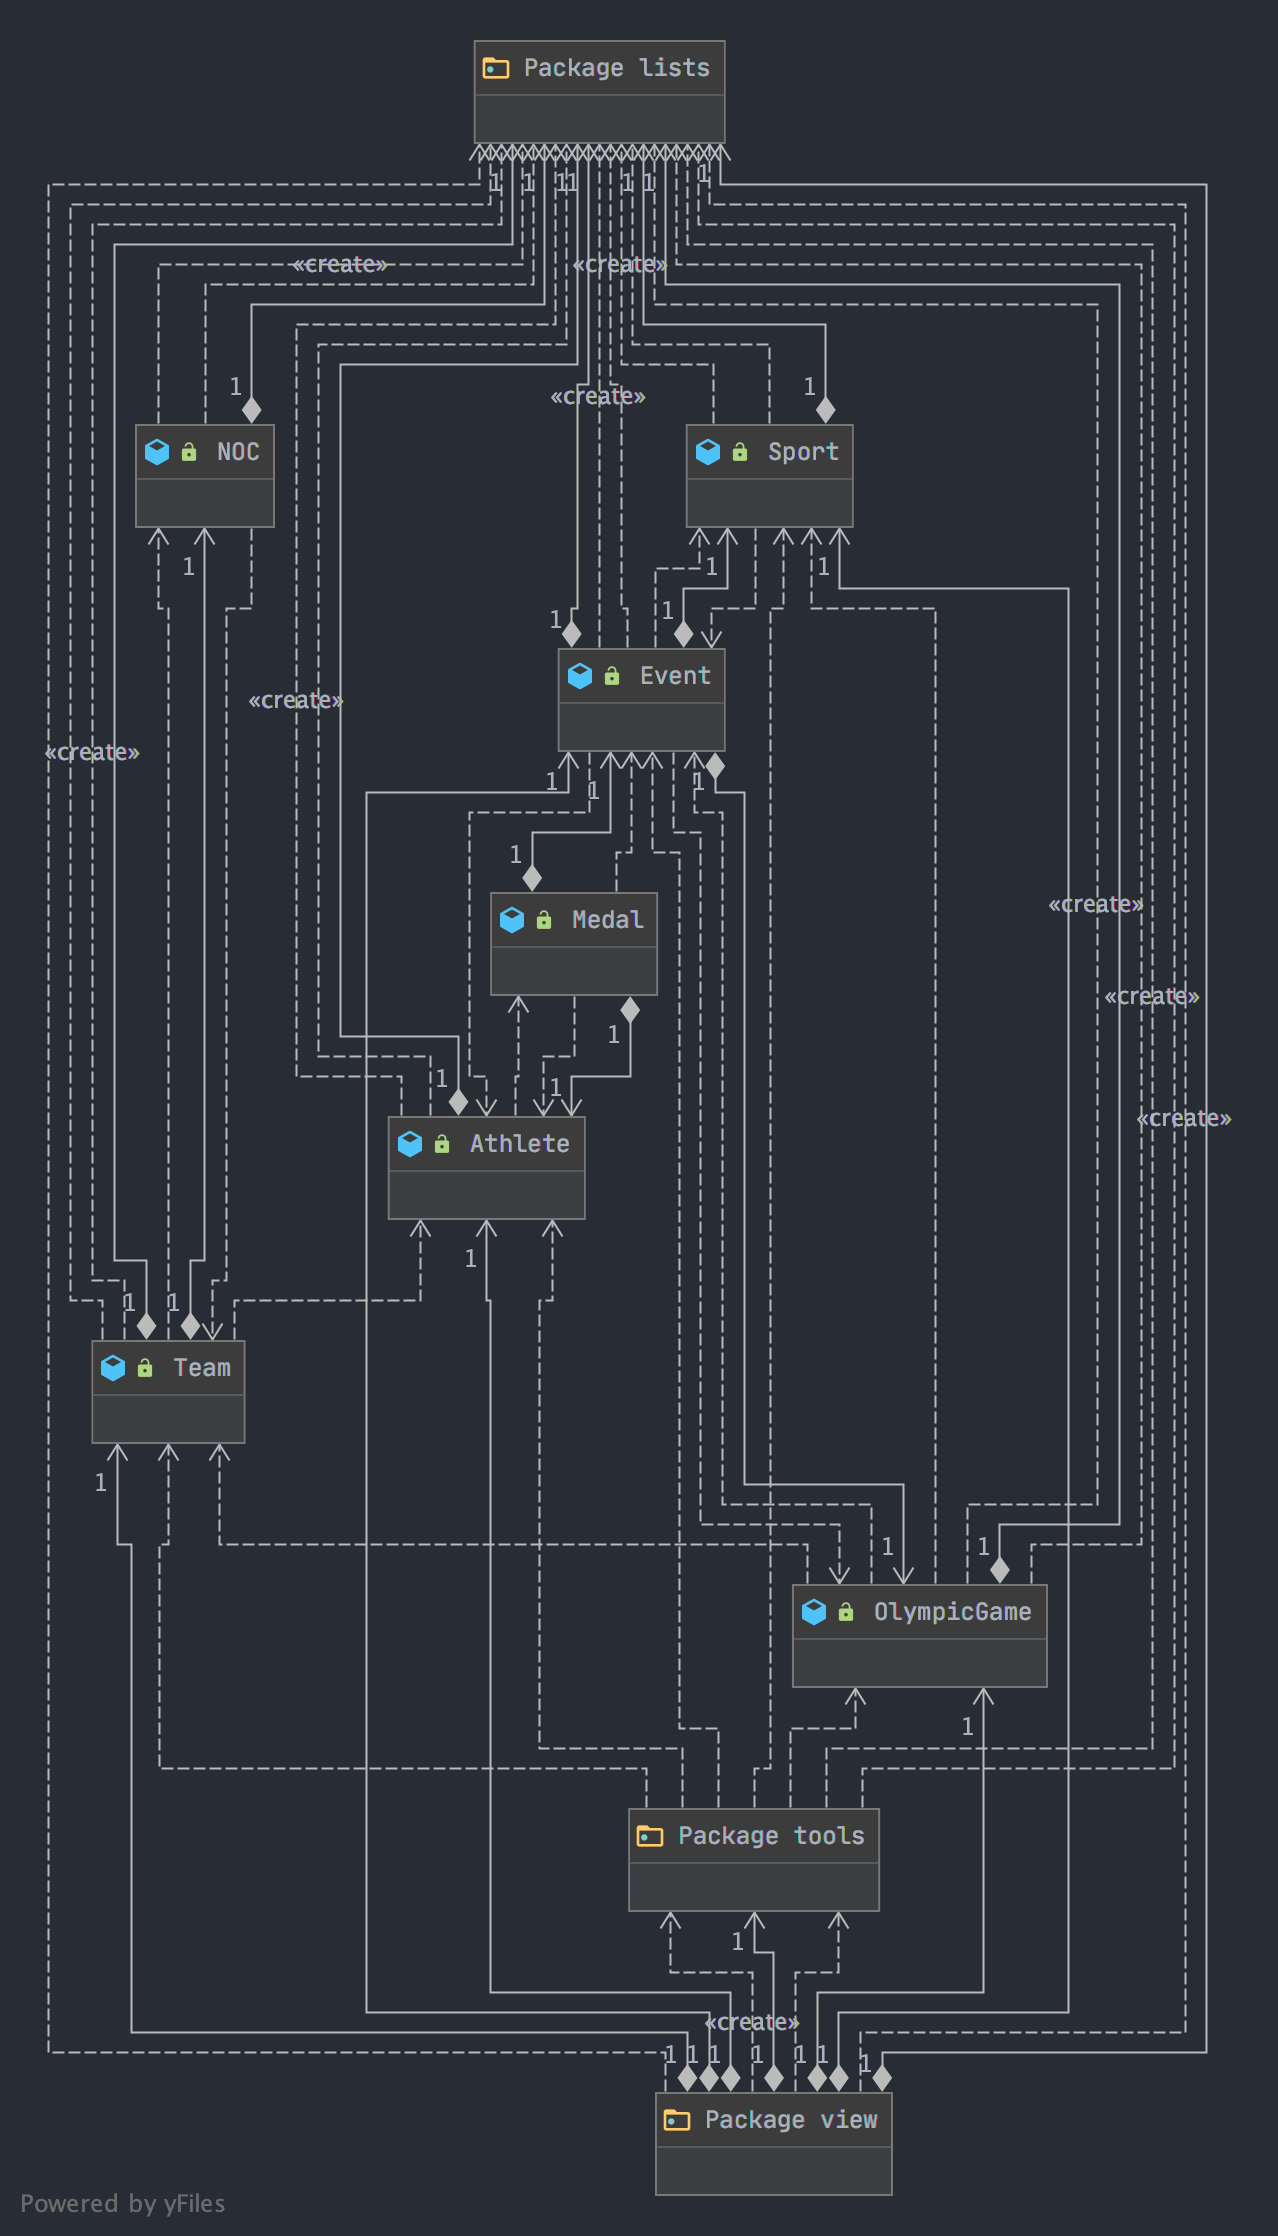 Package lists
1 1 11 1 1 1
«create» «create»
1 1
«create»
NOC Sport
1 1 1
1 1
Event
«create»
«create»
1 1 1
1
Medal
«create»
«create»
1
1 1
«create»
Athlete
1
1 1
Team
1
1 1
OlympicGame
1
Package tools
1
«create»
1 1 1 1 1 1 1
Package view
Powered by yFiles